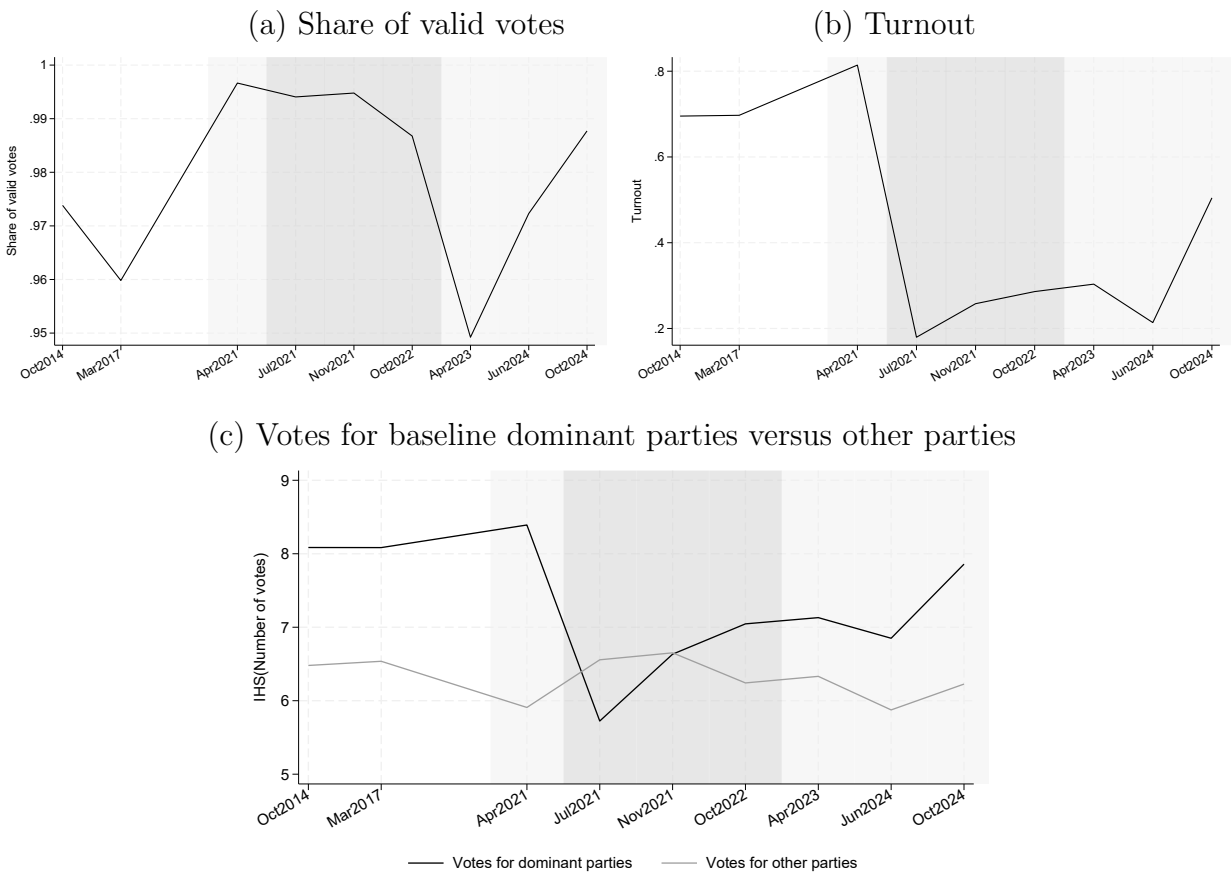 (a) Share of valid votes
(b) Turnout
Share of valid votes
1
.99
.98
.97
.96
.95
Oct2014
Mar2017
Apr2021
Jul2021
Nov2021
Oct2022
Apr2023
Jun2024
Oct2024
Turnout
.8
.6
.4
.2
Oct2014
Mar2017
Apr2021
Jul2021
Nov2021
Oct2022
Apr2023
Jun2024
Oct2024
(c) Votes for baseline dominant parties versus other parties
IHS(Number of votes)
9
8
7
6
5
Oct2014
Mar2017
Apr2021
Jul2021
Nov2021
Oct2022
Apr2023
Jun2024
Oct2024
Votes for dominant parties
Votes for other parties